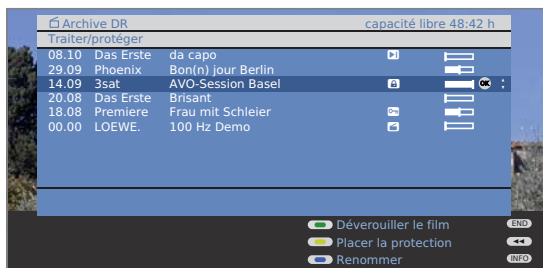 Archive DR capacité libre 48:42 h
Traiter/protéger
08.10 Das Erste da capo
29.09 Phoenix Bon(n) jour Berlin
14.09 3sat AVO-Session Basel OK
20.08 Das Erste Brisant
18.08 Premiere Frau mit Schleier
00.00 LOEWE. 100 Hz Demo
Déverouiller le film END
Placer la protection
Renommer INFO